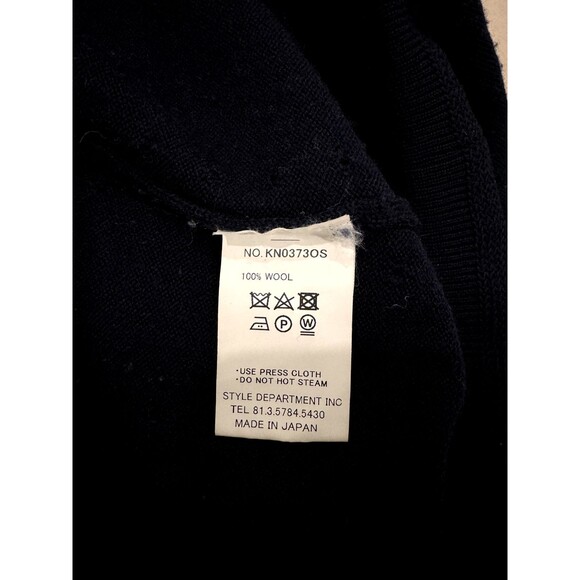 NO. KN0373OS
100% WOOL
P W
·USE PRESS CLOTH
·DO NOT HOT STEAM
STYLE DEPARTMENT INC
TEL 81.3.5784.5430
MADE IN JAPAN